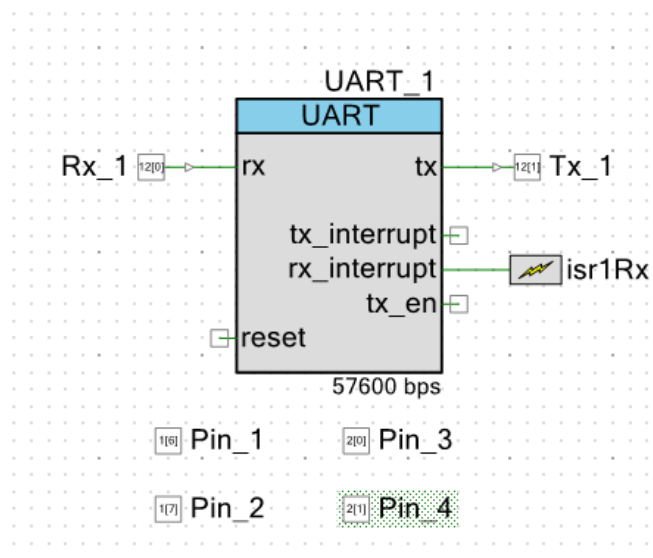 UART_1
UART
Rx_1 12[0] rx tx 12[1] Tx_1
tx_interrupt
rx_interrupt isr1Rx
tx_en
reset
57600 bps
1[6] Pin_1 2[0] Pin_3
1[7] Pin_2 2[1] Pin_4